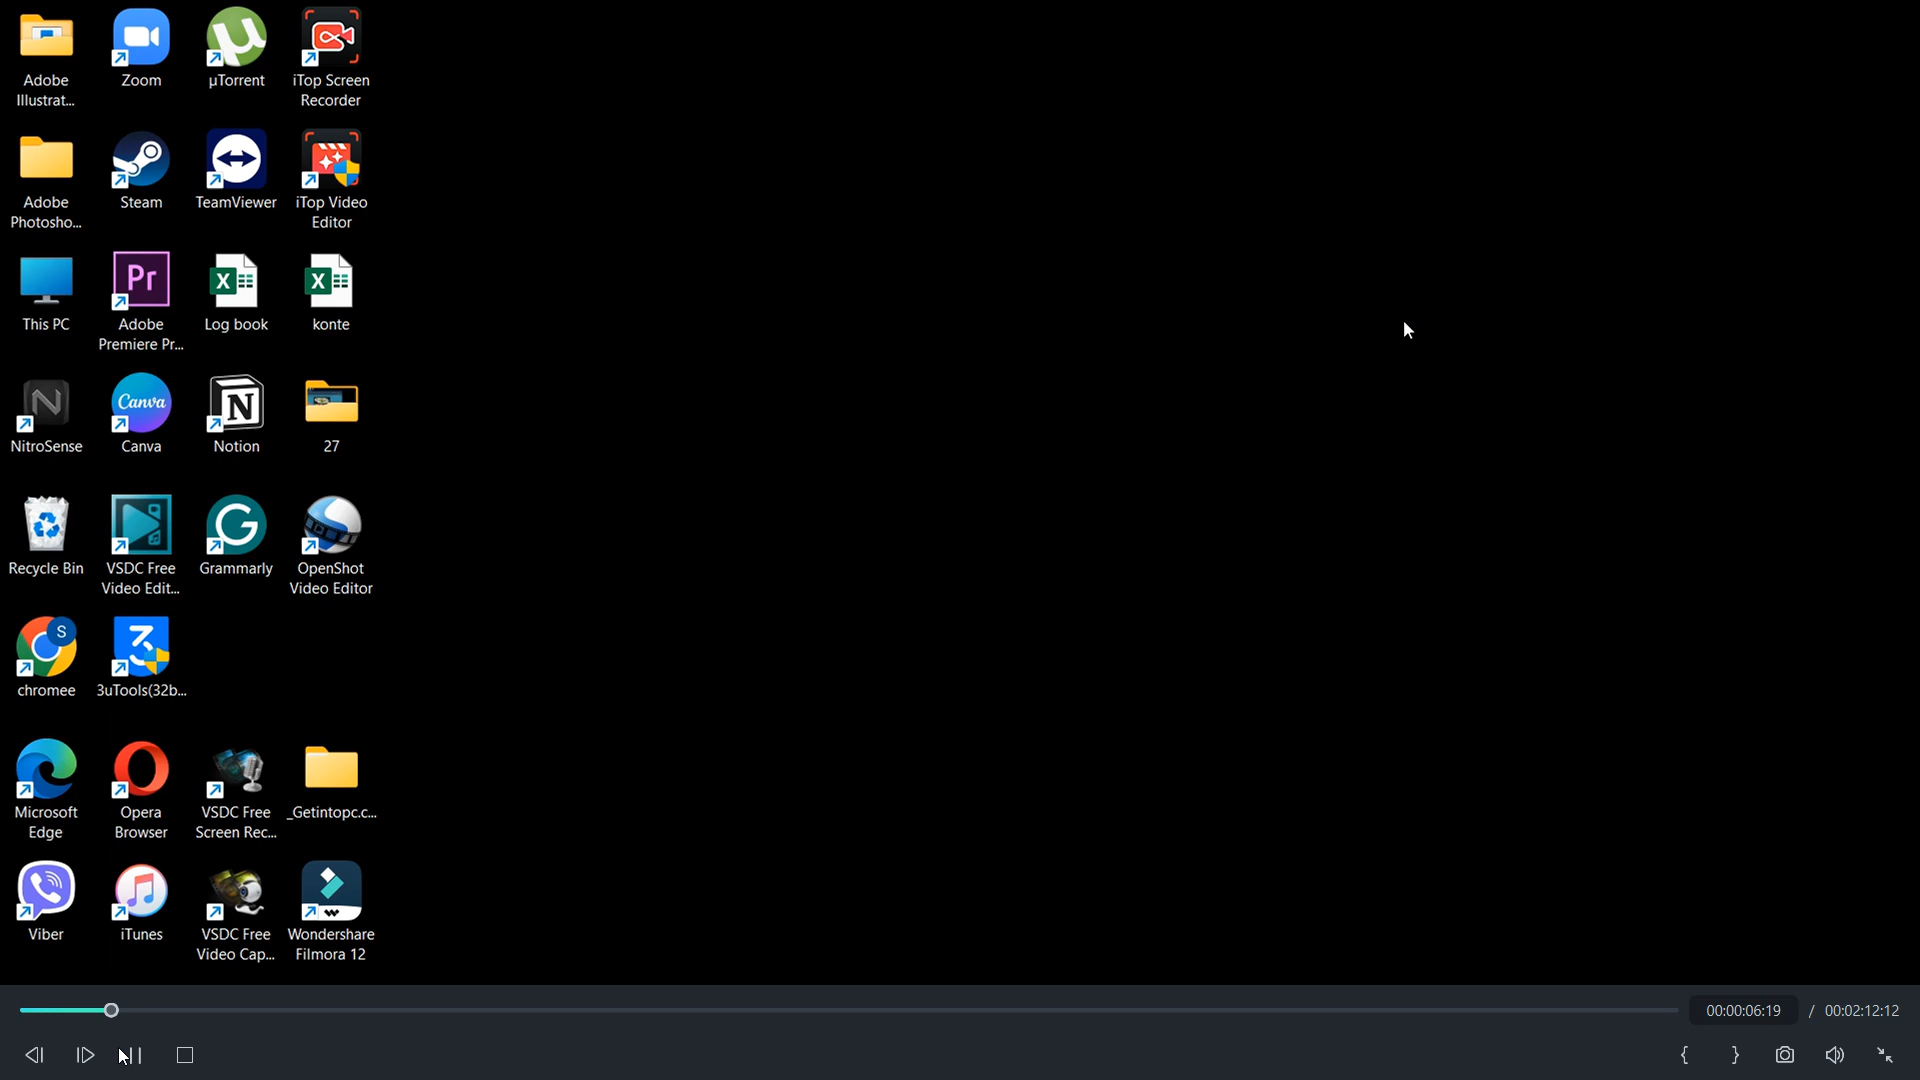 Adobe
Illustrat...
Zoom
µTorrent
iTop Screen
Recorder
Adobe
Photosho...
Steam
TeamViewer
iTop Video
Editor
This PC
Pr
Adobe
Premiere Pr...
X
Log book
X
konte
N
NitroSense
Canva
Canva
N
Notion
27
Recycle Bin
VSDC Free
Video Edit...
G
Grammarly
OpenShot
Video Editor
S
chromee
3
3uTools(32b...
Microsoft
Edge
Opera
Browser
VSDC Free
Screen Rec...
_Getintopc.c...
Viber
iTunes
VSDC Free
Video Cap...
Wondershare
Filmora 12
00:00:06:19 / 00:02:12:12
{ }